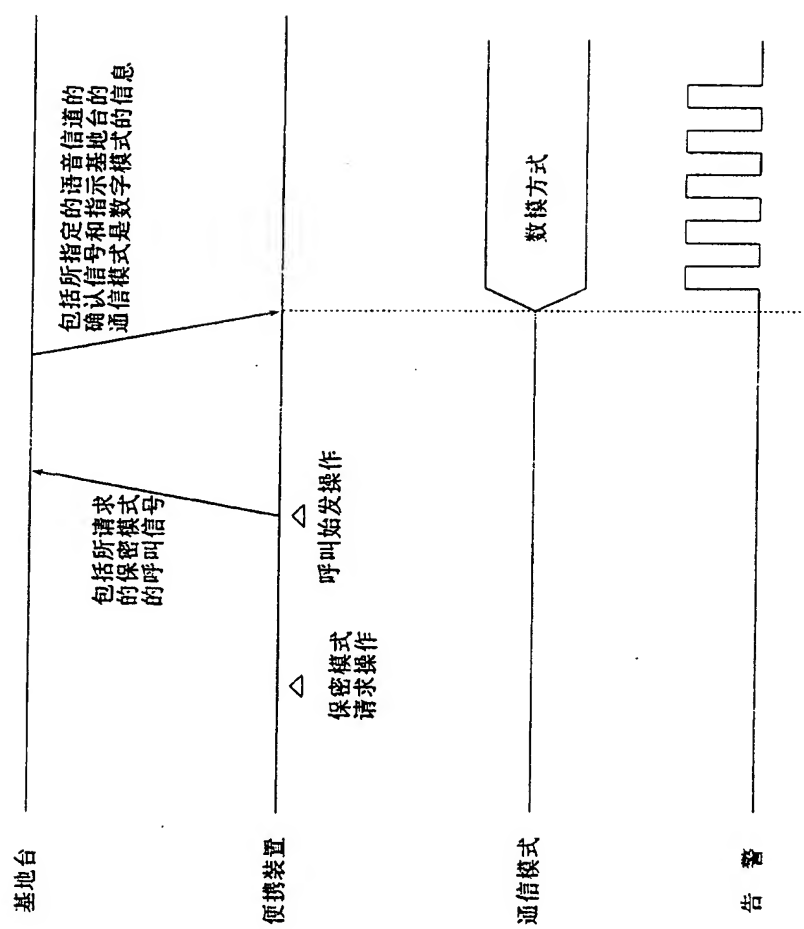 基地台
包括所请求
的保密模式
的呼叫信号
包括所指定的语音信道的
确认信号和指示基地台的
通信模式是数字模式的信息
便携装置
保密模式
请求操作
呼叫始发操作
通信模式
数模方式
告 警